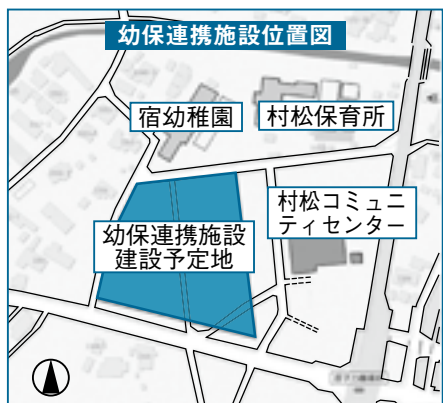 幼保連携施設位置図
宿幼稚園
村松保育所
村松コミュニ
ティセンター
幼保連携施設
建設予定地